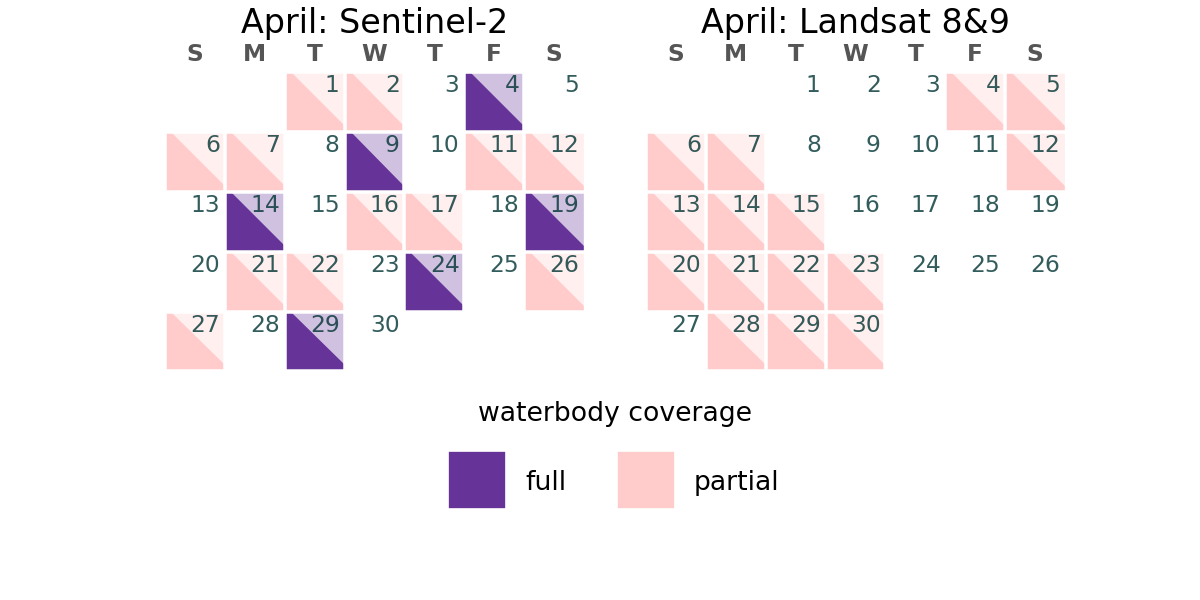 April: Sentinel-2
S M T W T F S
1 2 3 4 5
6 7 8 9 10 11 12
13 14 15 16 17 18 19
20 21 22 23 24 25 26
27 28 29 30
April: Landsat 8&9
S M T W T F S
1 2 3 4 5
6 7 8 9 10 11 12
13 14 15 16 17 18 19
20 21 22 23 24 25 26
27 28 29 30
waterbody coverage
full
partial